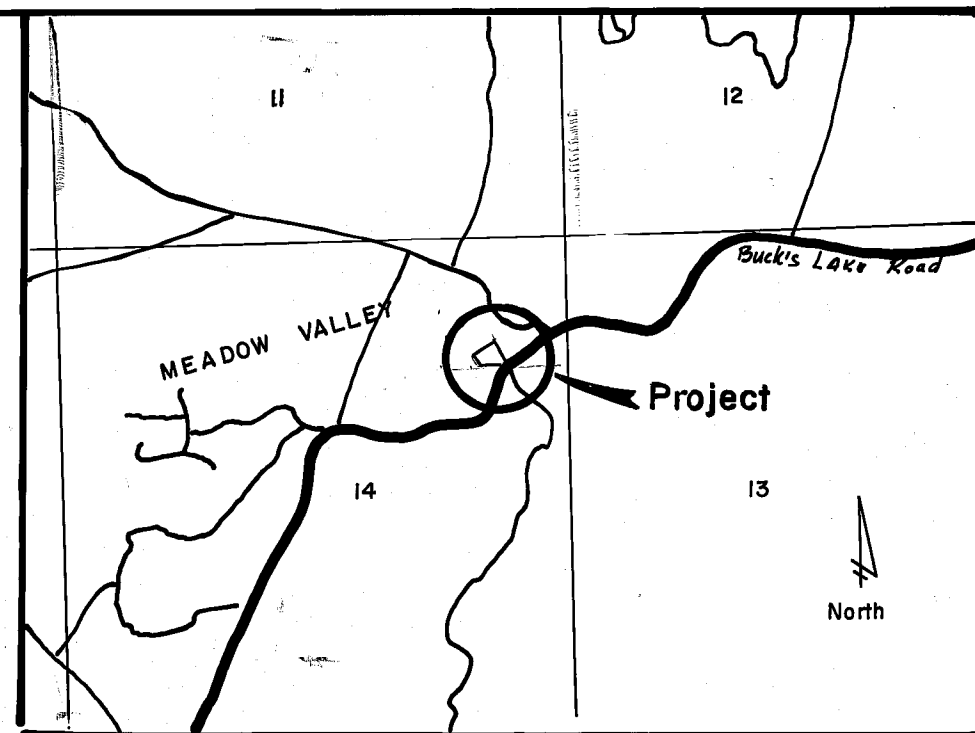 11
12
Buck's Lake Road
MEADOW VALLEY
Project
14
13
North